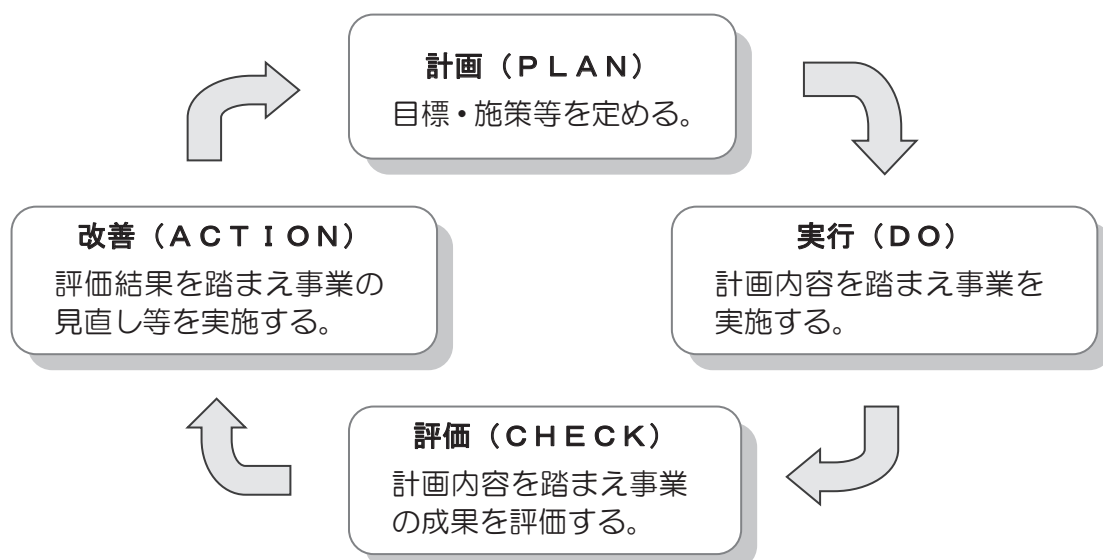 計画（ＰＬＡＮ）
目標・施策等を定める。
実行（ＤＯ）
計画内容を踏まえ事業を
実施する。
評価（ＣＨＥＣＫ）
計画内容を踏まえ事業
の成果を評価する。
改善（ＡＣＴＩＯＮ）
評価結果を踏まえ事業の
見直し等を実施する。